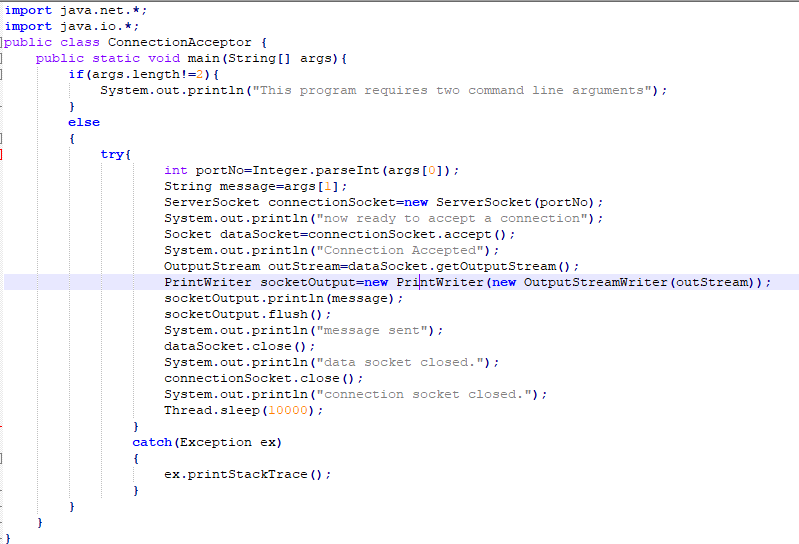 import java.net.*;
import java.io.*;
public class ConnectionAcceptor {
    public static void main(String[] args){
        if(args.length!=2){
            System.out.println("This program requires two command line arguments");
        }
        else
        {
            try{
                    int portNo=Integer.parseInt(args[0]);
                    String message=args[1];
                    ServerSocket connectionSocket=new ServerSocket(portNo);
                    System.out.println("now ready to accept a connection");
                    Socket dataSocket=connectionSocket.accept();
                    System.out.println("Connection Accepted");
                    OutputStream outStream=dataSocket.getOutputStream();
                    PrintWriter socketOutput=new PrintWriter(new OutputStreamWriter(outStream));
                    socketOutput.println(message);
                    socketOutput.flush();
                    System.out.println("message sent");
                    dataSocket.close();
                    System.out.println("data socket closed.");
                    connectionSocket.close();
                    System.out.println("connection socket closed.");
                    Thread.sleep(10000);
                }
                catch(Exception ex)
                {
                    ex.printStackTrace();
                }
        }
    }
}